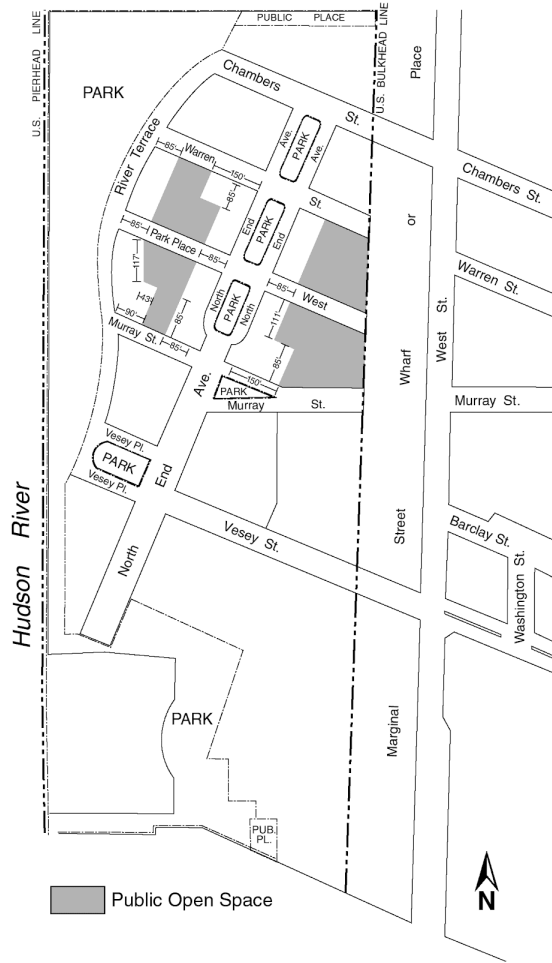 U.S. PIERHEAD LINE
PUBLIC PLACE
U.S. BULKHEAD LINE
Place
PARK
Chambers
St.
Ave.
PARK
Ave.
Chambers St.
River Terrace
85'
Warren
150'
St.
85'
End
PARK
End
or
85'
Park Place
85'
85'
West
Warren St.
117'
North
PARK
North
111'
West St.
43'
85'
90'
Murray St.
85'
85'
150'
Wharf
Ave.
PARK
Murray St.
Murray St.
Vesey Pl.
PARK
Vesey Pl.
End
Hudson River
Vesey St.
Street
Barclay St.
North
Washington St.
PARK
Marginal
PUB.
PL.
Public Open Space
N